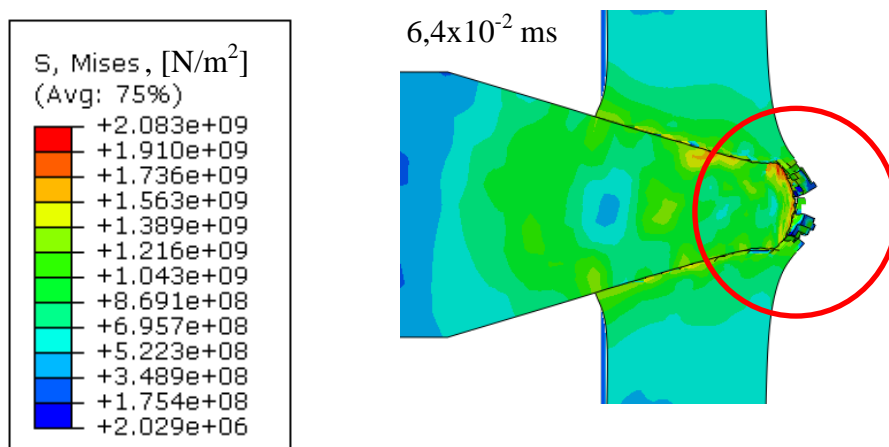 S, Mises , [N/m²]
(Avg: 75%)
+2.083e+09
+1.910e+09
+1.736e+09
+1.563e+09
+1.389e+09
+1.216e+09
+1.043e+09
+8.691e+08
+6.957e+08
+5.223e+08
+3.489e+08
+1.754e+08
+2.029e+06
6,4x10⁻² ms